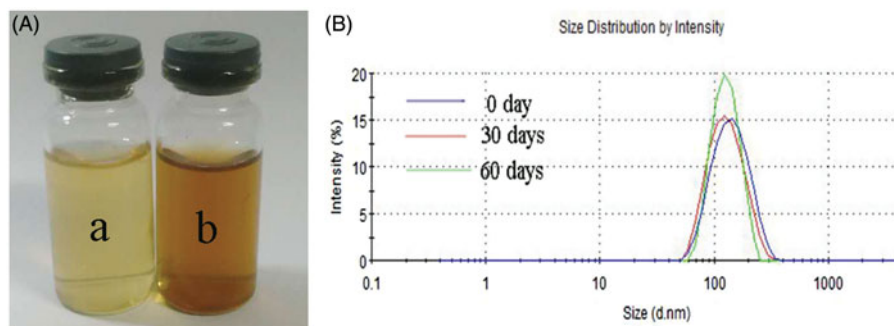 (A)
a
b
(B)
Size Distribution by Intensity
Intensity (%)
20
15
10
5
0
0 day
30 days
60 days
0.1
1
10
100
1000
Size (d.nm)